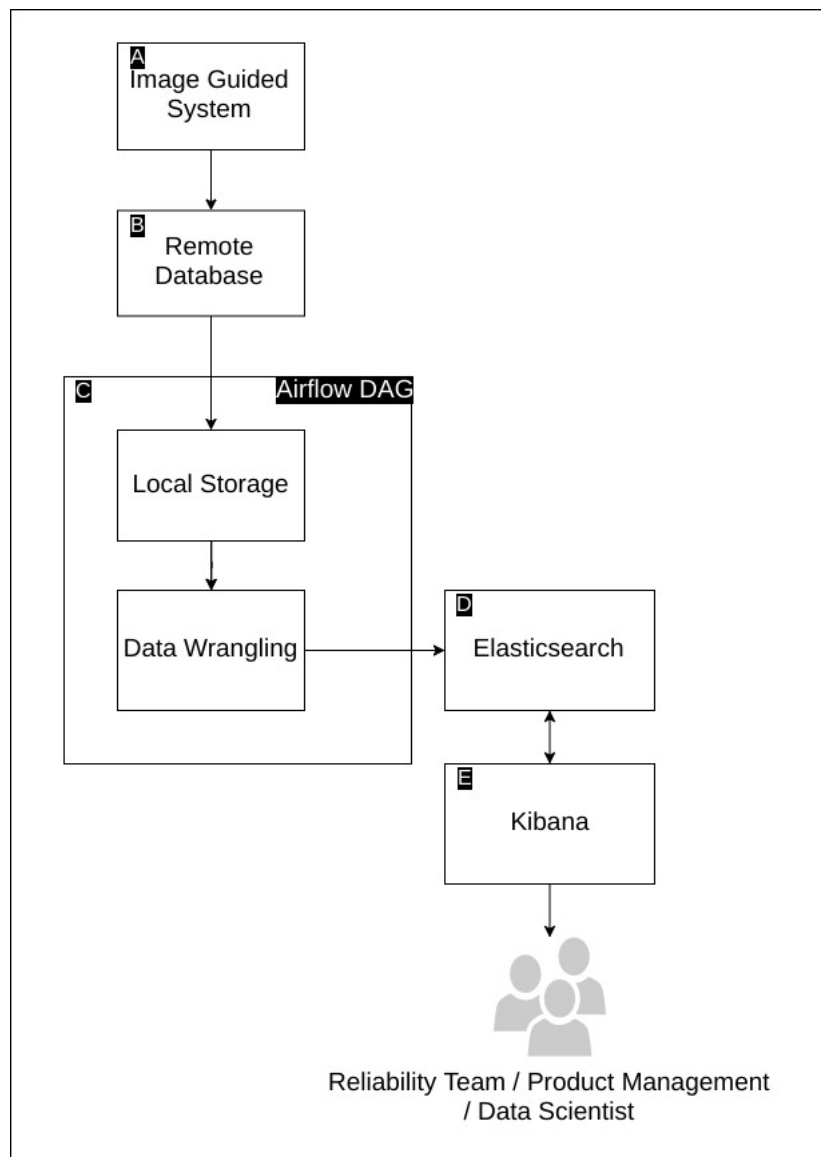 A
Image Guided
System
B
Remote
Database
C
Airflow DAG
Local Storage
Data Wrangling
D
Elasticsearch
E
Kibana
Reliability Team / Product Management
/ Data Scientist